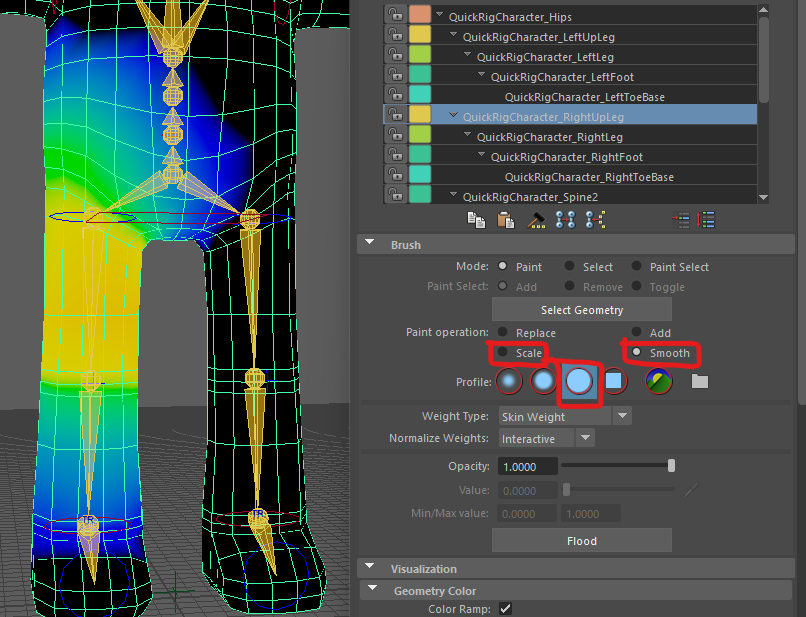 QuickRigCharacter_Hips
QuickRigCharacter_LeftUpLeg
QuickRigCharacter_LeftLeg
QuickRigCharacter_LeftFoot
QuickRigCharacter_LeftToeBase
QuickRigCharacter_RightUpLeg
QuickRigCharacter_RightLeg
QuickRigCharacter_RightFoot
QuickRigCharacter_RightToeBase
QuickRigCharacter_Spine2
Brush
Mode: Paint Select Paint Select
Paint Select: Add Remove Toggle
Select Geometry
Paint operation: Replace Add
Scale Smooth
Profile:
Weight Type: Skin Weight
Normalize Weights: Interactive
Opacity: 1.0000
Value: 0.0000
Min/Max value: 0.0000 1.0000
Flood
Visualization
Geometry Color
Color Ramp: